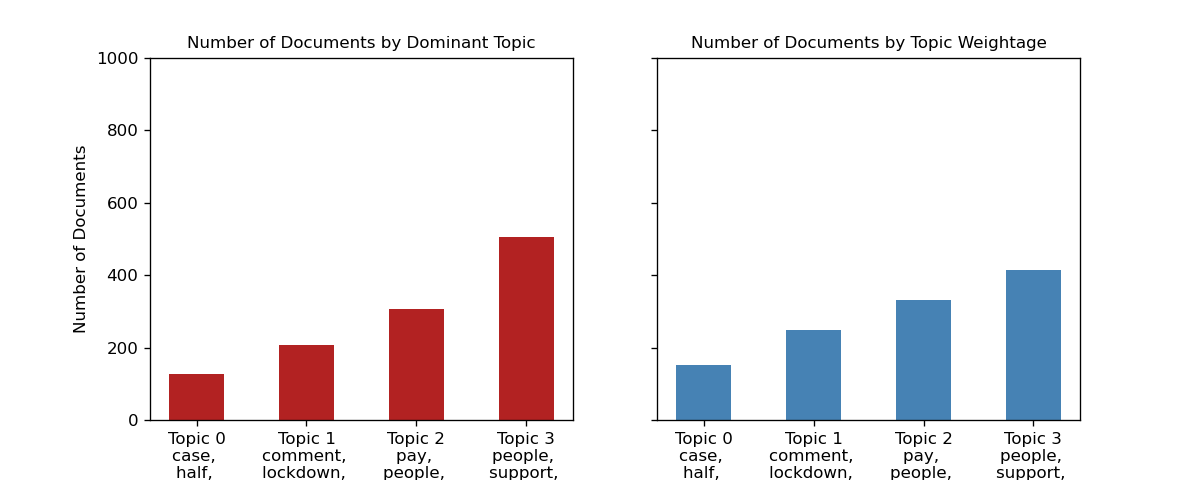 Number of Documents by Dominant Topic
Number of Documents
1000
800
600
400
200
0
Topic 0
case,
half,
Topic 1
comment,
lockdown,
Topic 2
pay,
people,
Topic 3
people,
support,
Number of Documents by Topic Weightage
Topic 0
case,
half,
Topic 1
comment,
lockdown,
Topic 2
pay,
people,
Topic 3
people,
support,